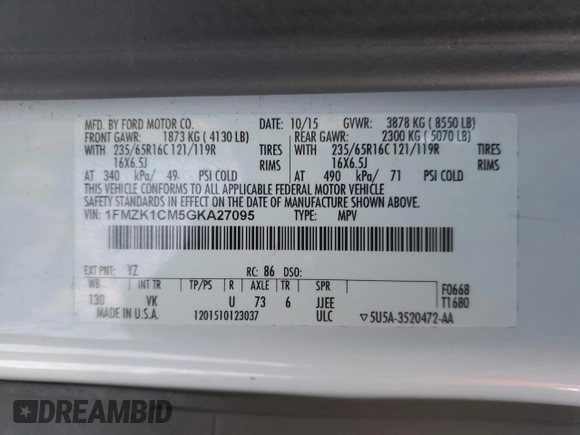 MFD. BY FORD MOTOR CO. DATE: 10/15 GVWR: 3878 KG ( 8550 LB)
FRONT GAWR: 1873 KG ( 4130 LB) REAR GAWR: 2300 KG ( 5070 LB)
WITH 235/65R16C 121/119R TIRES WITH 235/65R16C 121/119R TIRES
16X6.5J RIMS 16X6.5J RIMS
AT 340 kPa/ 49 PSI COLD AT 490 kPa/ 71 PSI COLD
THIS VEHICLE CONFORMS TO ALL APPLICABLE FEDERAL MOTOR VEHICLE
SAFETY STANDARDS IN EFFECT ON THE DATE OF MANUFACTURE SHOWN ABOVE.
VIN: 1FMZK1CM5GKA27095 TYPE: MPV
EXT PNT: YZ RC: 86 DSO:
WB INT TR TP/PS R AXLE TR SPR F0668
130 VK U 73 6 JJEE T1680
MADE IN U.S.A. 1201510123037 ULC ▽5U5A-3520472-AA
DREAMBID